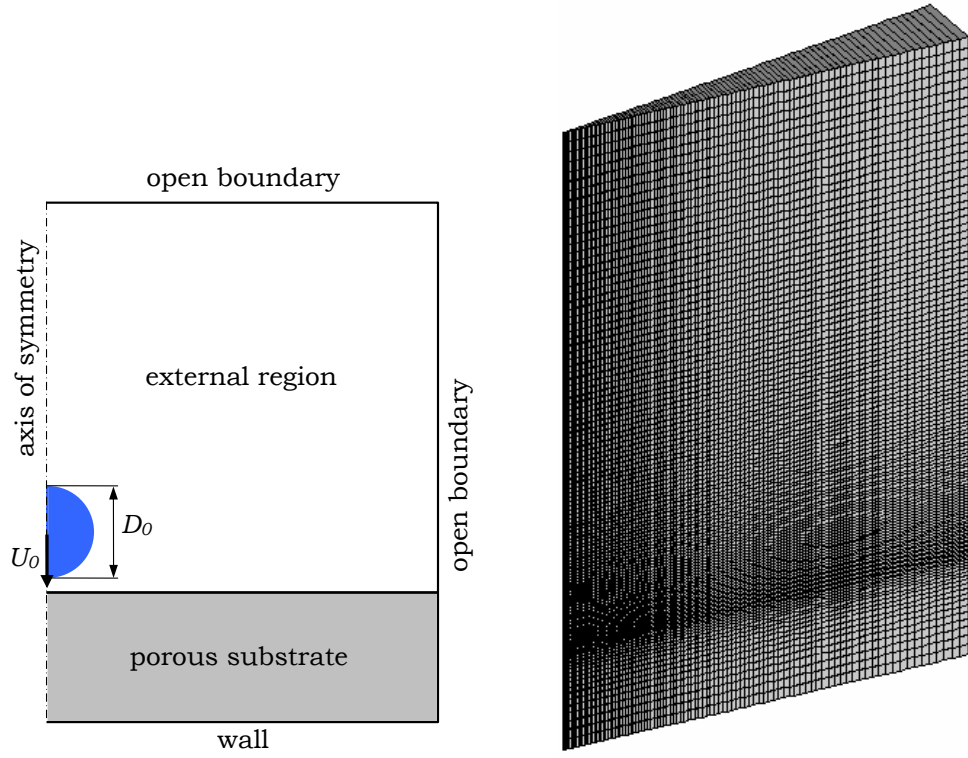 open boundary
axis of symmetry
external region
open boundary
D₀
U₀
porous substrate
wall